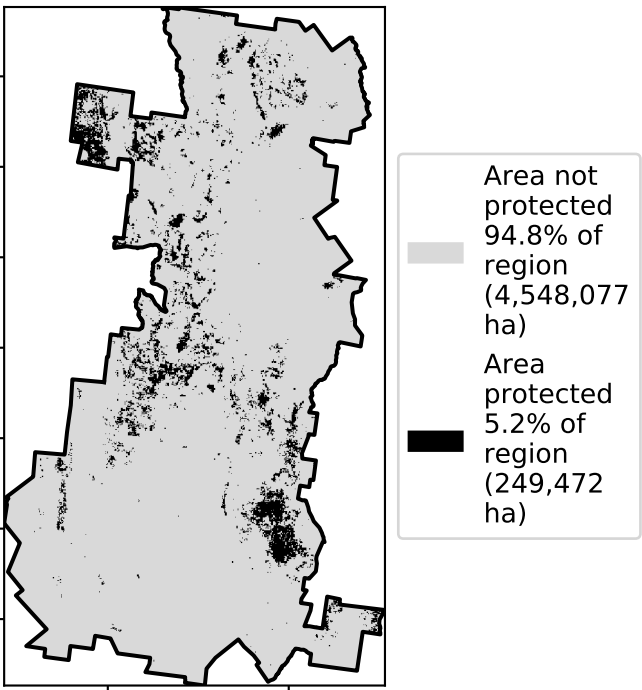 Area not
protected
94.8% of
region
(4,548,077
ha)
Area
protected
5.2% of
region
(249,472
ha)